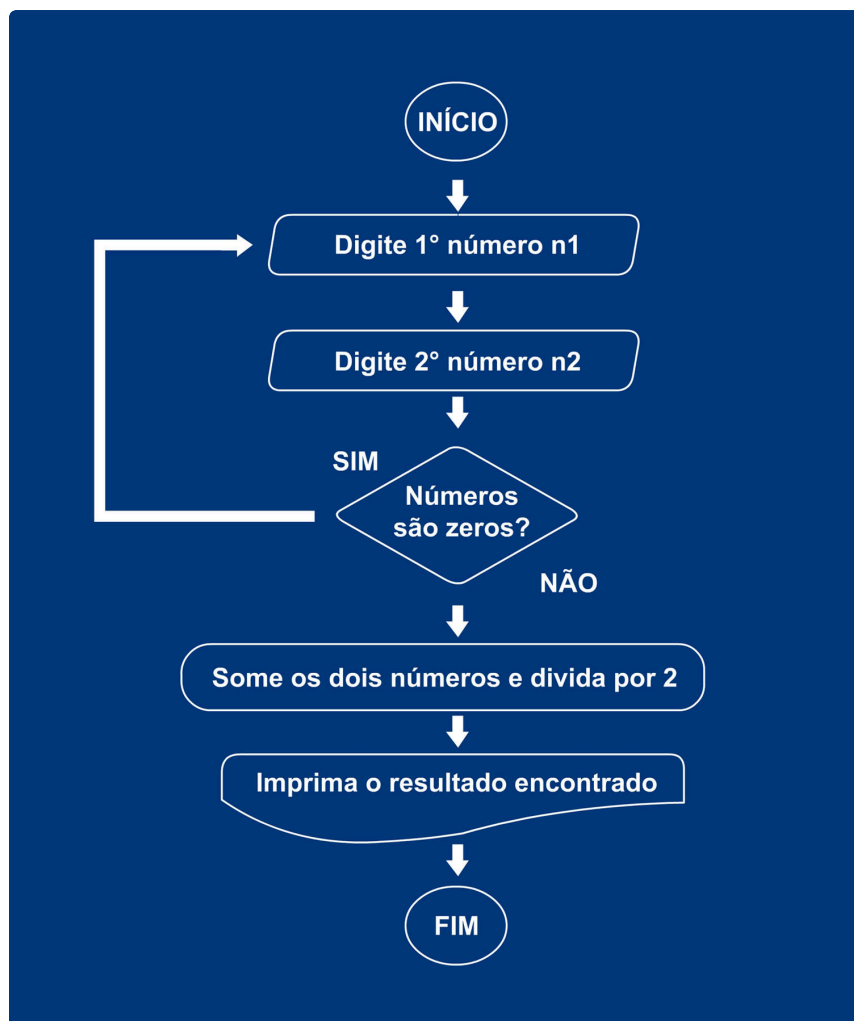 INÍCIO
Digite 1° número n1
Digite 2° número n2
SIM
Números
são zeros?
NÃO
Some os dois números e divida por 2
Imprima o resultado encontrado
FIM